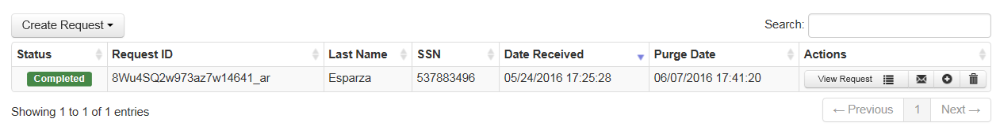 Create Request Search:
Status Request ID Last Name SSN Date Received Purge Date Actions
Completed 8Wu4SQ2w973az7w14641_ar Esparza 537883496 05/24/2016 17:25:28 06/07/2016 17:41:20 View Request
Showing 1 to 1 of 1 entries ← Previous 1 Next →